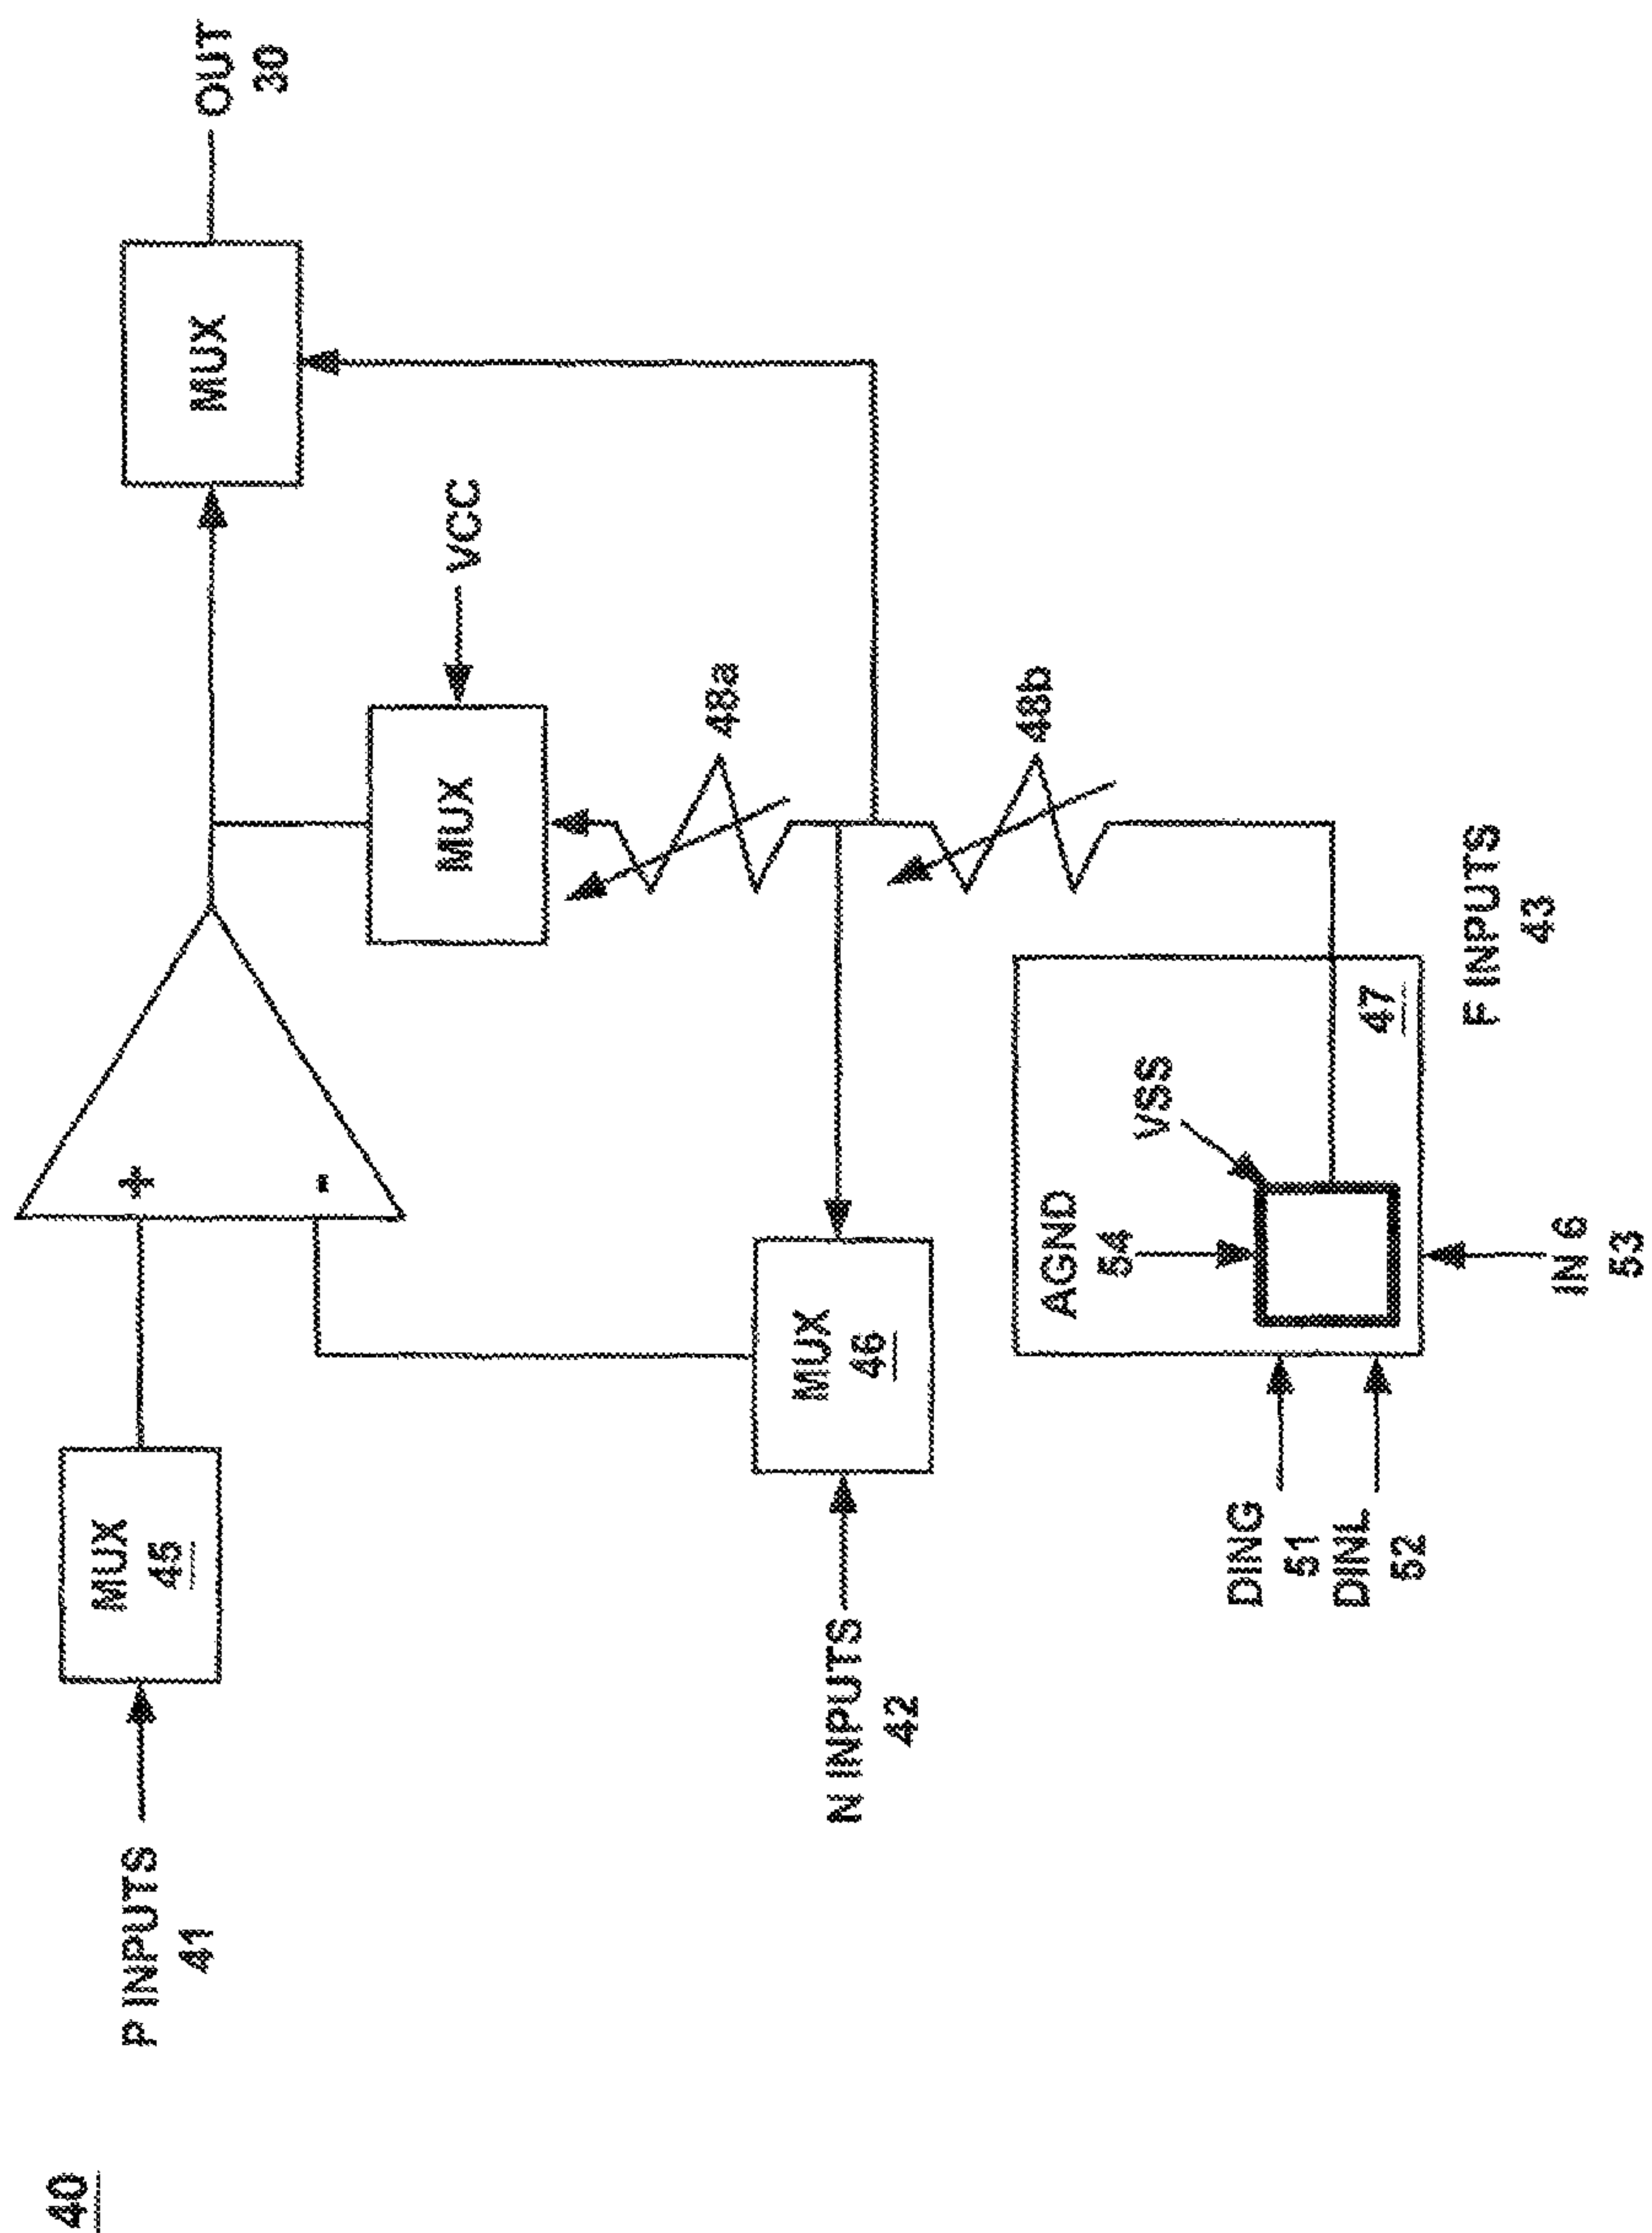 40
P INPUTS
41
MUX
45
+
-
MUX
OUT
30
VCC
MUX
48a
N INPUTS
42
MUX
46
48b
AGND
54
VSS
47
DING
51
DINL
52
IN 6
53
F INPUTS
43